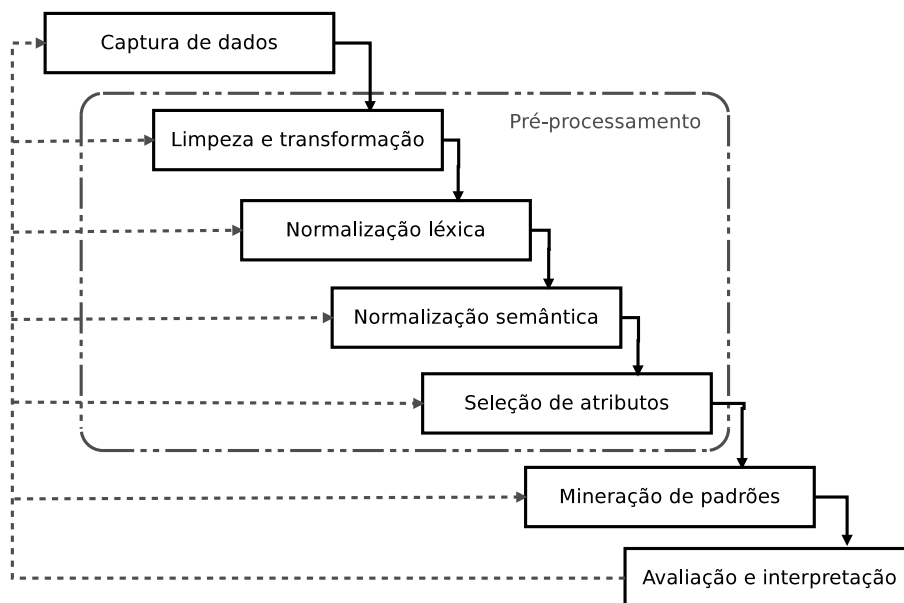 Captura de dados
Pré-processamento
Limpeza e transformação
Normalização léxica
Normalização semântica
Seleção de atributos
Mineração de padrões
Avaliação e interpretação